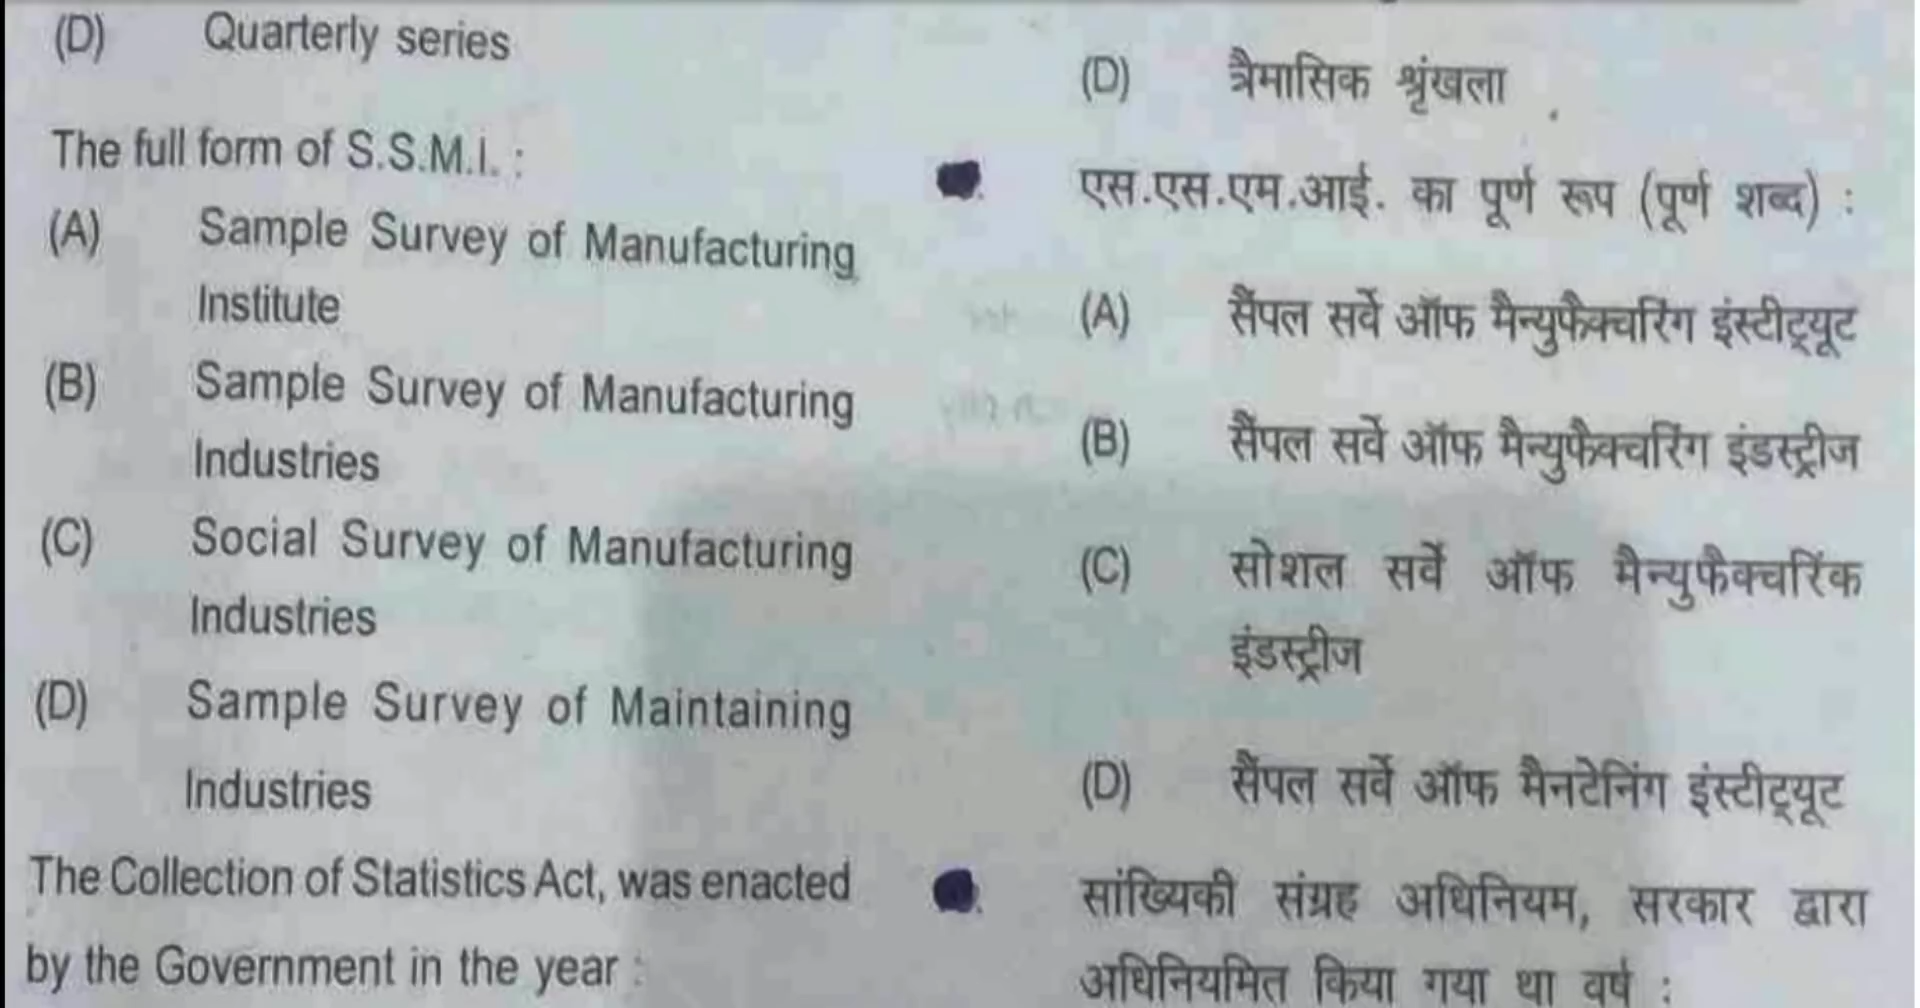 (D) Quarterly series
The full form of S.S.M.I. :
(A) Sample Survey of Manufacturing
Institute
(B) Sample Survey of Manufacturing
Industries
(C) Social Survey of Manufacturing
Industries
(D) Sample Survey of Maintaining
Industries
The Collection of Statistics Act, was enacted
by the Government in the year :
(D) त्रैमासिक श्रृंखला
एस.एस.एम.आई. का पूर्ण रूप (पूर्ण शब्द) :
(A) सैंपल सर्वे ऑफ मैन्युफैक्चरिंग इंस्टीट्रयूट
(B) सैंपल सर्वे ऑफ मैन्युफैक्चरिंग इंडस्ट्रीज
(C) सोशल सर्वे ऑफ मैन्युफैक्चरिंक
इंडस्ट्रीज
(D) सैंपल सर्वे ऑफ मैनटेनिंग इंस्टीट्रयूट
सांख्यिकी संग्रह अधिनियम, सरकार द्वारा
अधिनियमित किया गया था वर्ष :